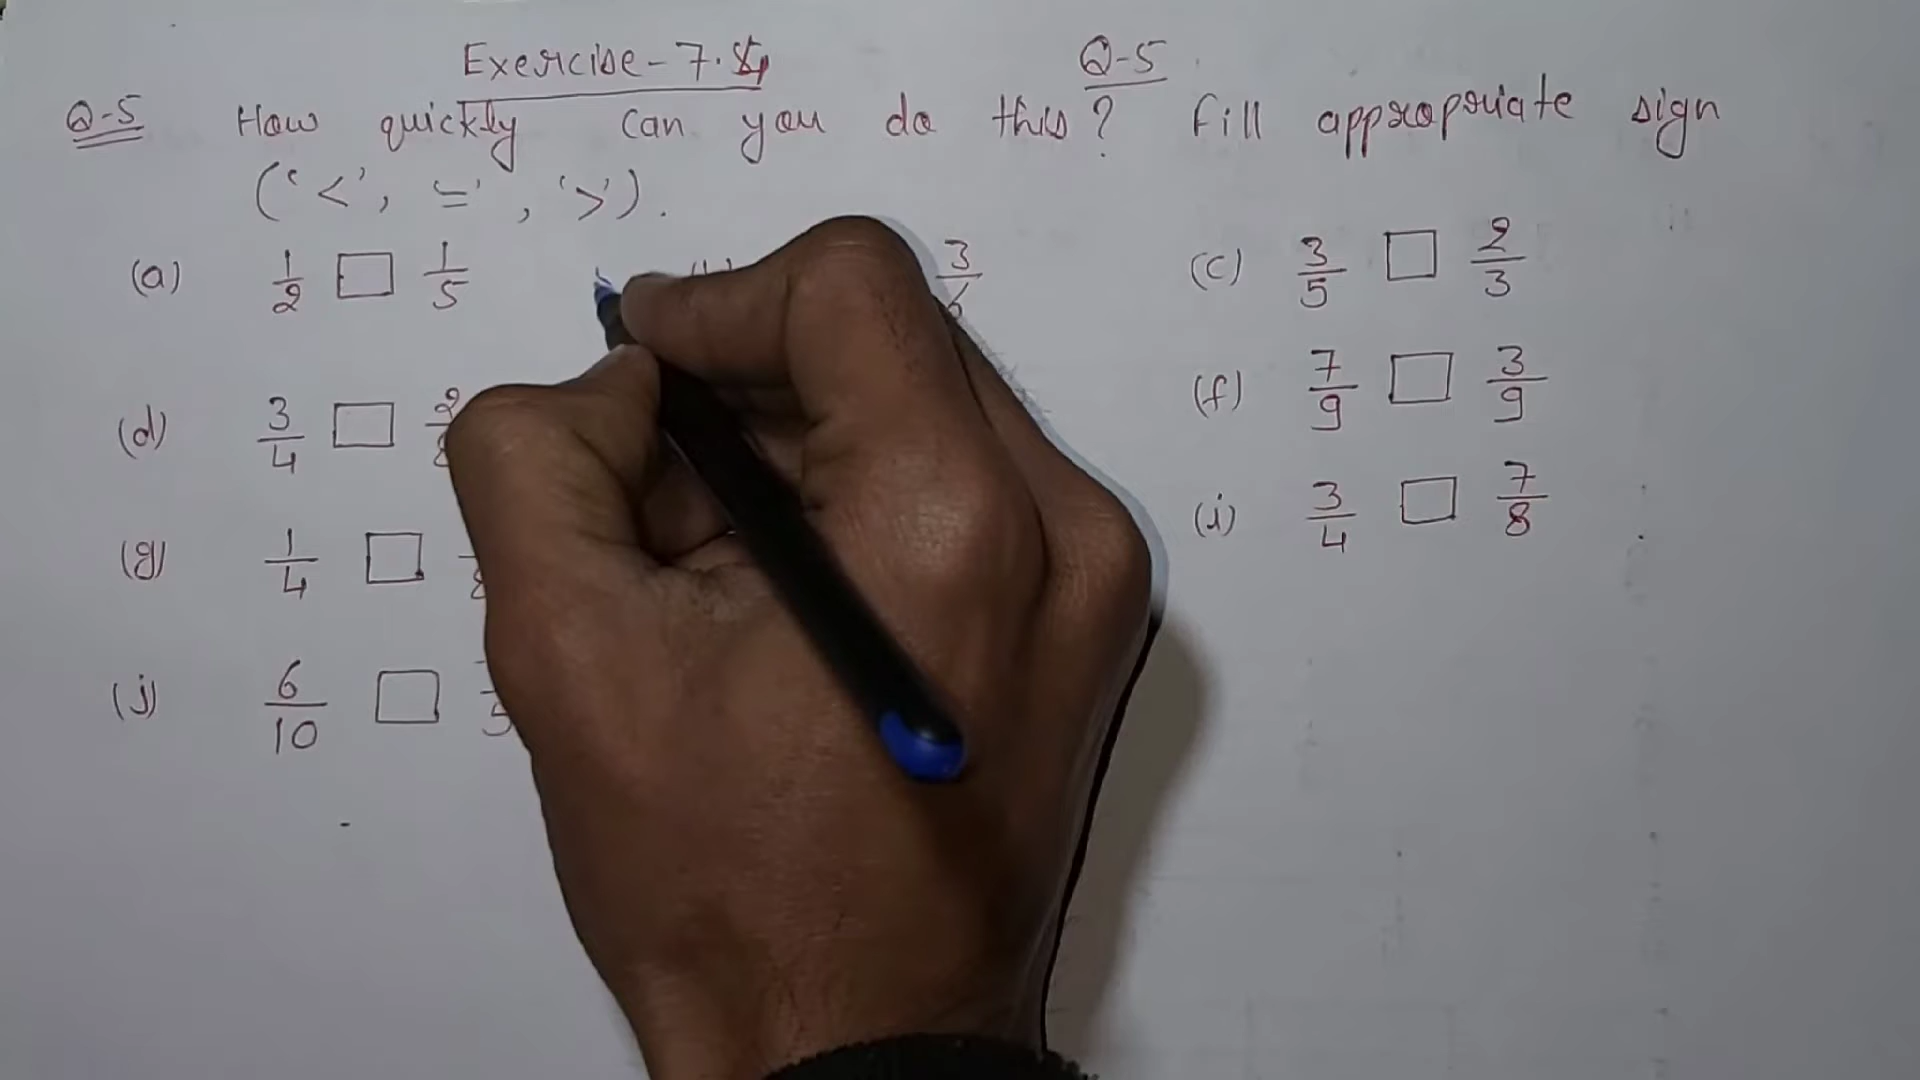 Exercise-7.4
Q-5
Q-5 How quickly can you do this? Fill appropriate sign
('<', '=', '>').
(a) 1/2 □ 1/5 3/6 (c) 3/5 □ 2/3
(d) 3/4 □ (f) 7/9 □ 3/9
(g) 1/4 □ (i) 3/4 □ 7/8
(j) 6/10 □